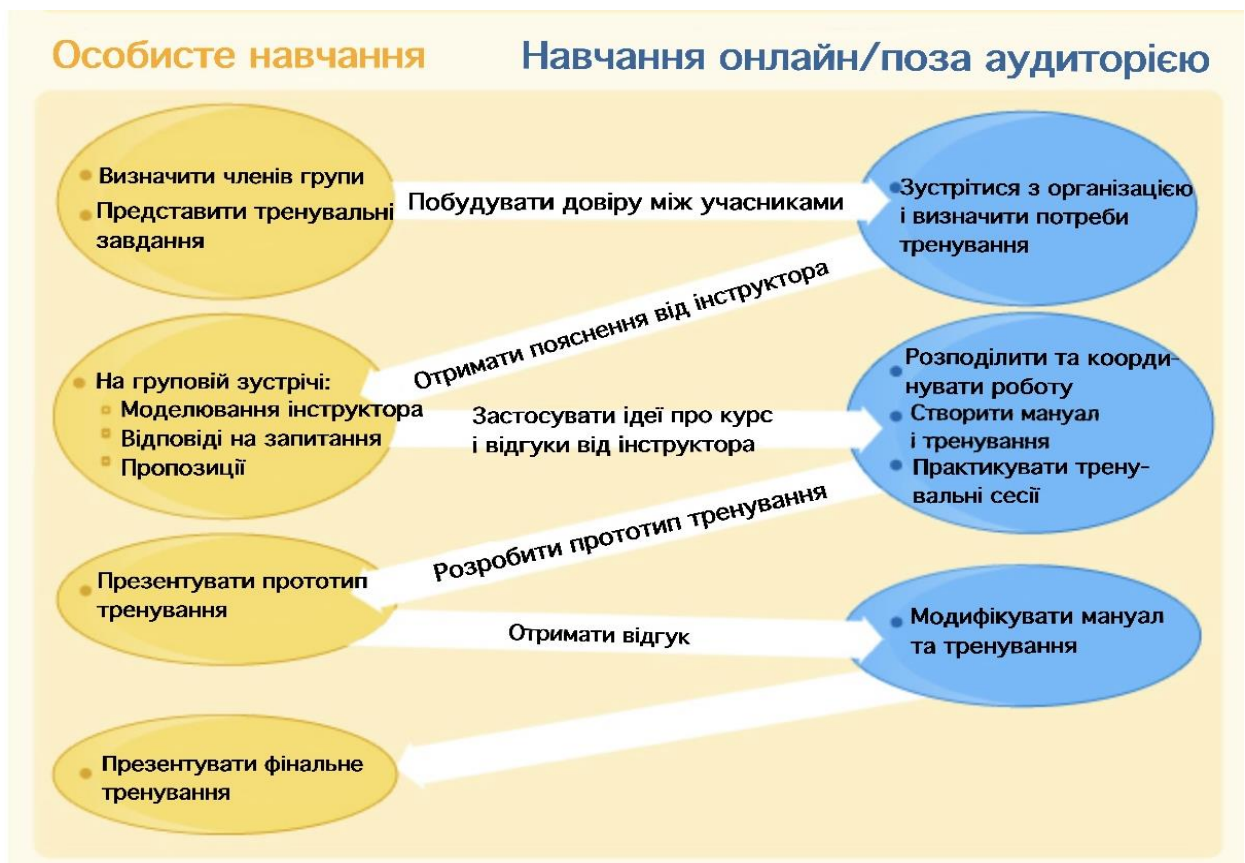 Особисте навчання
Навчання онлайн/поза аудиторією
Визначити членів групи
Представити тренувальні
завдання
Побудувати довіру між учасниками
Зустрітися з організацією
і визначити потреби
тренування
Отримати пояснення від інструктора
На груповій зустрічі:
Моделювання інструктора
Відповіді на запитання
Пропозиції
Застосувати ідеї про курс
і відгуки від інструктора
Розподілити та коорди-
нувати роботу
Створити мануал
і тренування
Практикувати трену-
вальні сесії
Розробити прототип тренування
Презентувати прототип
тренування
Отримати відгук
Модифікувати мануал
та тренування
Презентувати фінальне
тренування